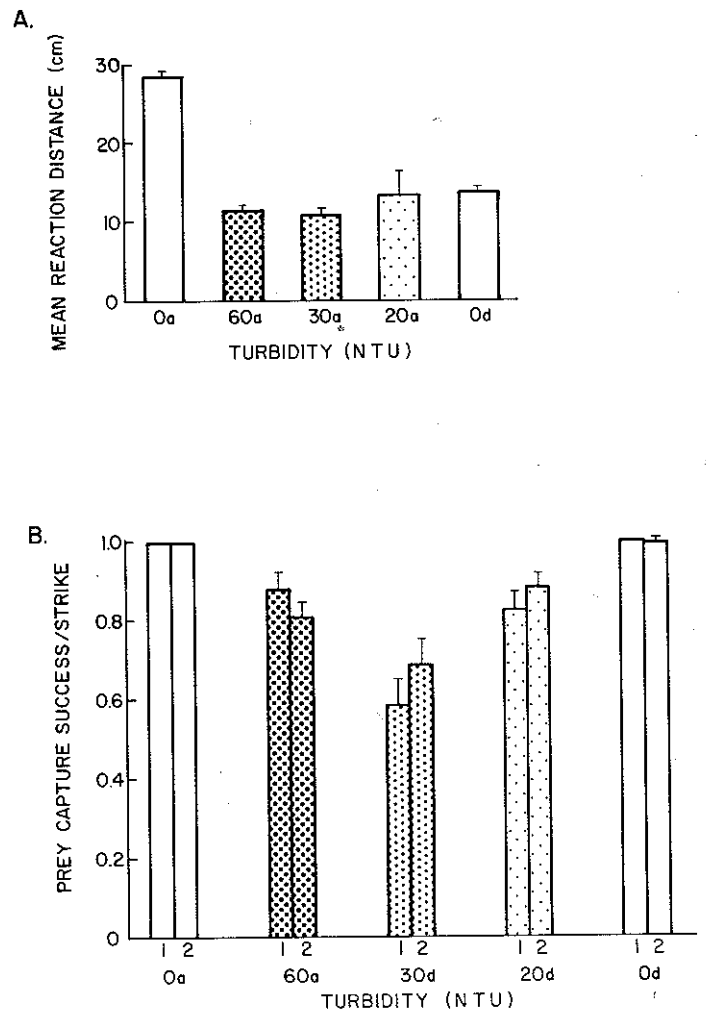 A.
MEAN REACTION DISTANCE (cm)
30
20
10
0
0a 60a 30a 20a 0d
*
TURBIDITY (NTU)
B.
PREY CAPTURE SUCCESS/STRIKE
1.0
0.8
0.6
0.4
0.2
0
1 2 1 2 1 2 1 2 1 2
0a 60a 30d 20d 0d
TURBIDITY (NTU)